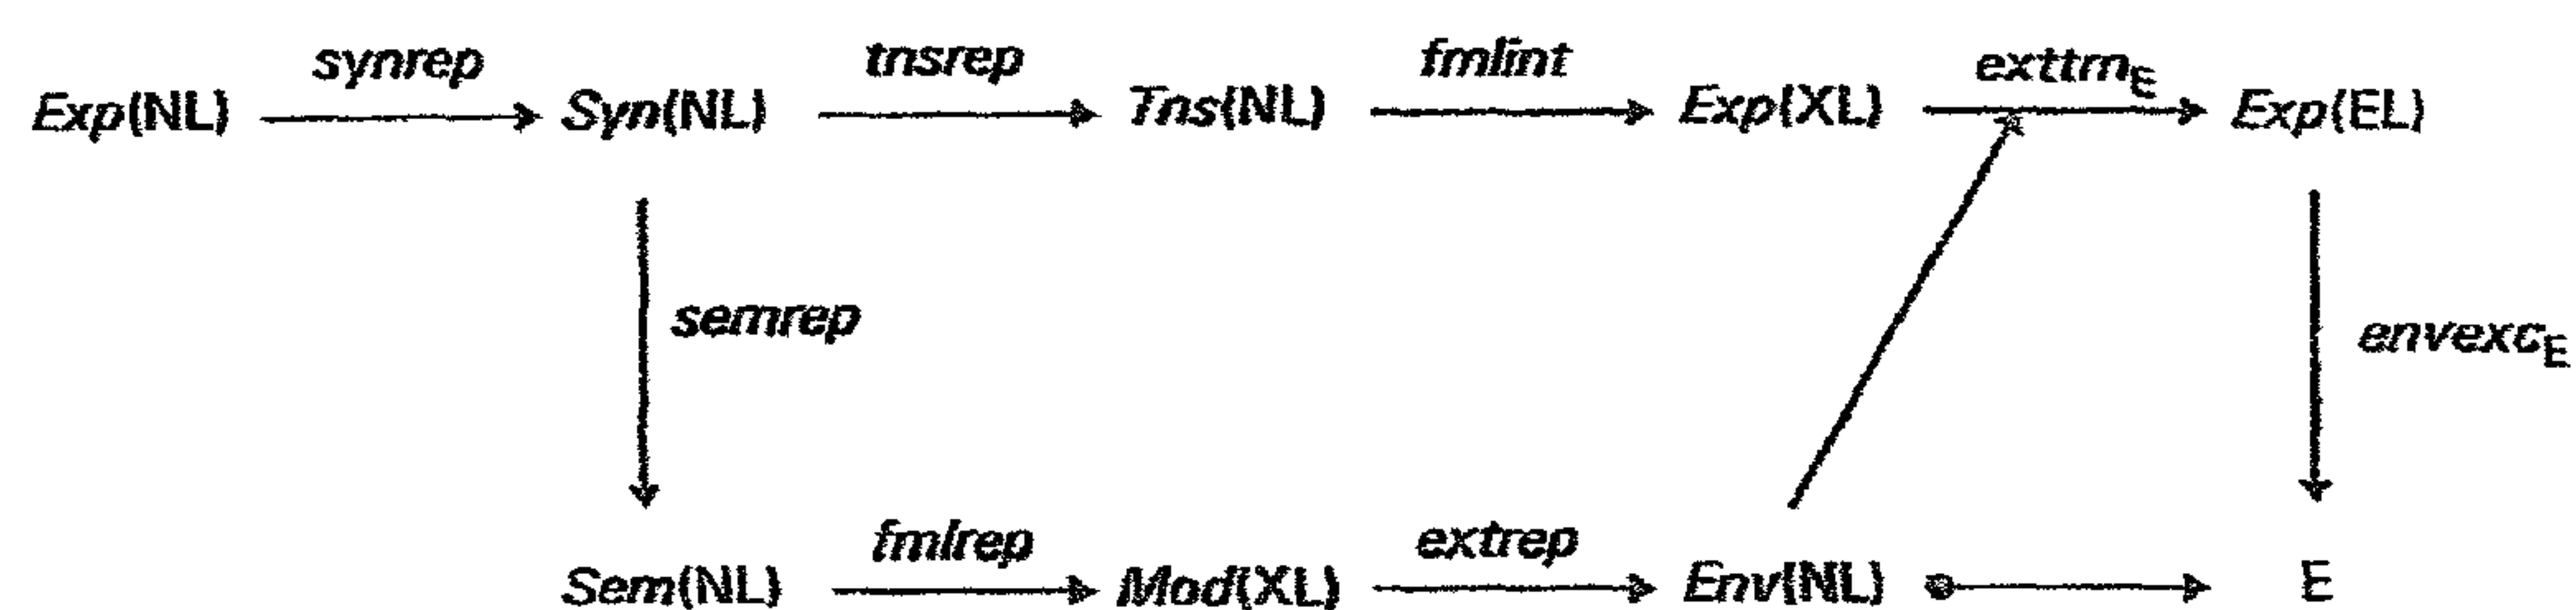 synrep tnsrep fmlint exttrn_E
Exp(NL) Syn(NL) Tns(NL) Exp(XL) Exp(EL)
semrep envexc_E
fmlrep extrep
Sem(NL) Mod(XL) Env(NL) E